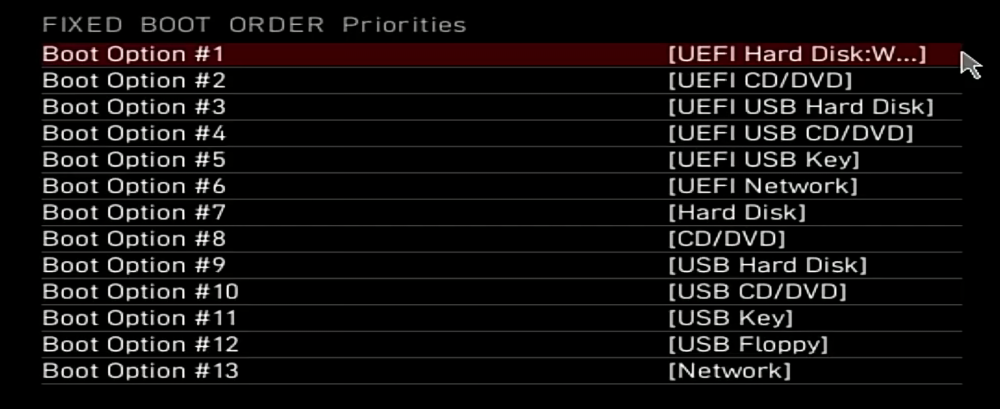 FIXED BOOT ORDER Priorities
Boot Option #1 [UEFI Hard Disk:W...]
Boot Option #2 [UEFI CD/DVD]
Boot Option #3 [UEFI USB Hard Disk]
Boot Option #4 [UEFI USB CD/DVD]
Boot Option #5 [UEFI USB Key]
Boot Option #6 [UEFI Network]
Boot Option #7 [Hard Disk]
Boot Option #8 [CD/DVD]
Boot Option #9 [USB Hard Disk]
Boot Option #10 [USB CD/DVD]
Boot Option #11 [USB Key]
Boot Option #12 [USB Floppy]
Boot Option #13 [Network]